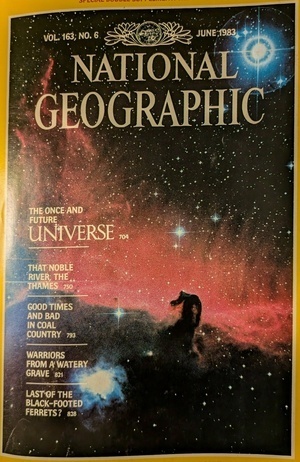 VOL. 163, NO. 6
JUNE 1983
NATIONAL
GEOGRAPHIC
THE ONCE AND
FUTURE
UNIVERSE 704
THAT NOBLE
RIVER, THE
THAMES 750
GOOD TIMES
AND BAD
IN COAL
COUNTRY 793
WARRIORS
FROM A WATERY
GRAVE 821
LAST OF THE
BLACK-FOOTED
FERRETS? 828